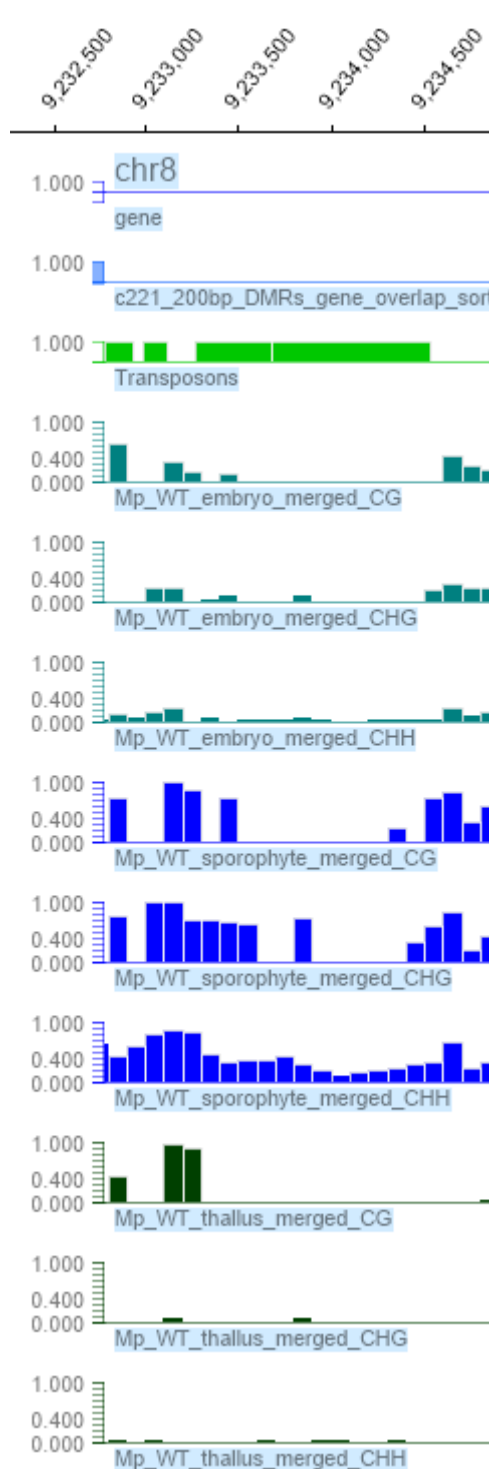 9,232,500 9,233,000 9,233,500 9,234,000 9,234,500
chr8
1.000
gene
1.000
c221_200bp_DMRs_gene_overlap_sort
1.000
Transposons
1.000
0.400
0.000
Mp_WT_embryo_merged_CG
1.000
0.400
0.000
Mp_WT_embryo_merged_CHG
1.000
0.400
0.000
Mp_WT_embryo_merged_CHH
1.000
0.400
0.000
Mp_WT_sporophyte_merged_CG
1.000
0.400
0.000
Mp_WT_sporophyte_merged_CHG
1.000
0.400
0.000
Mp_WT_sporophyte_merged_CHH
1.000
0.400
0.000
Mp_WT_thallus_merged_CG
1.000
0.400
0.000
Mp_WT_thallus_merged_CHG
1.000
0.400
0.000
Mp_WT_thallus_merged_CHH